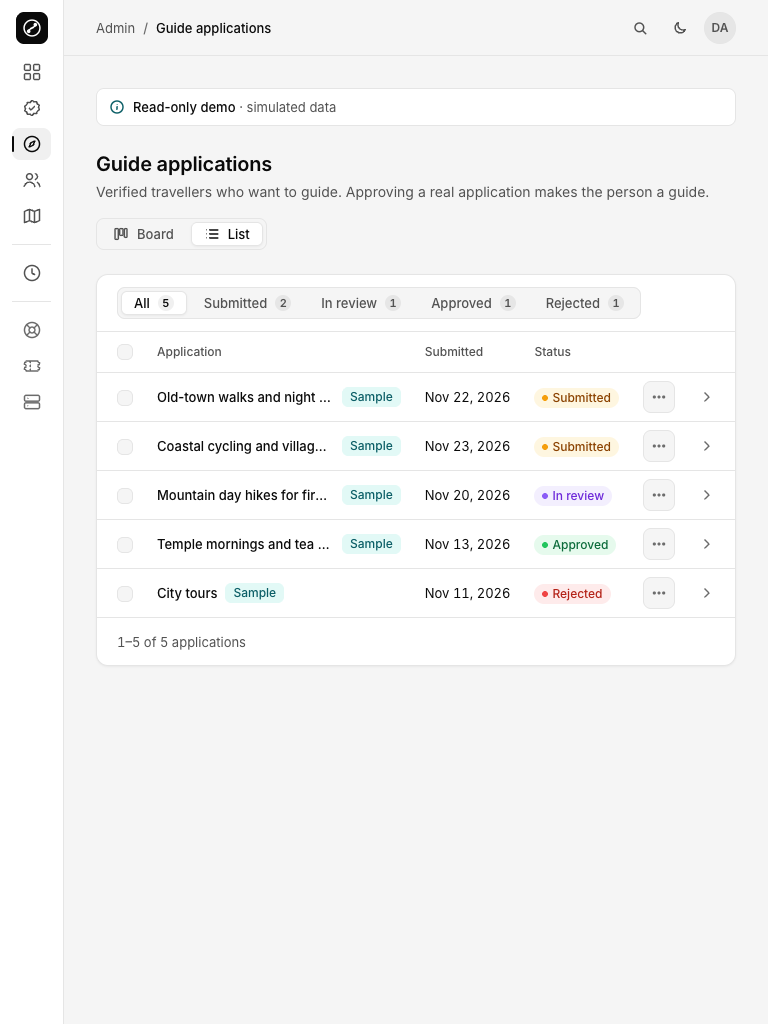 Admin / Guide applications
DA
Read-only demo · simulated data
Guide applications
Verified travellers who want to guide. Approving a real application makes the person a guide.
Board List
All 5 Submitted 2 In review 1 Approved 1 Rejected 1
Application Submitted Status
Old-town walks and night ... Sample Nov 22, 2026 Submitted
Coastal cycling and villag... Sample Nov 23, 2026 Submitted
Mountain day hikes for fir... Sample Nov 20, 2026 In review
Temple mornings and tea ... Sample Nov 13, 2026 Approved
City tours Sample Nov 11, 2026 Rejected
1–5 of 5 applications